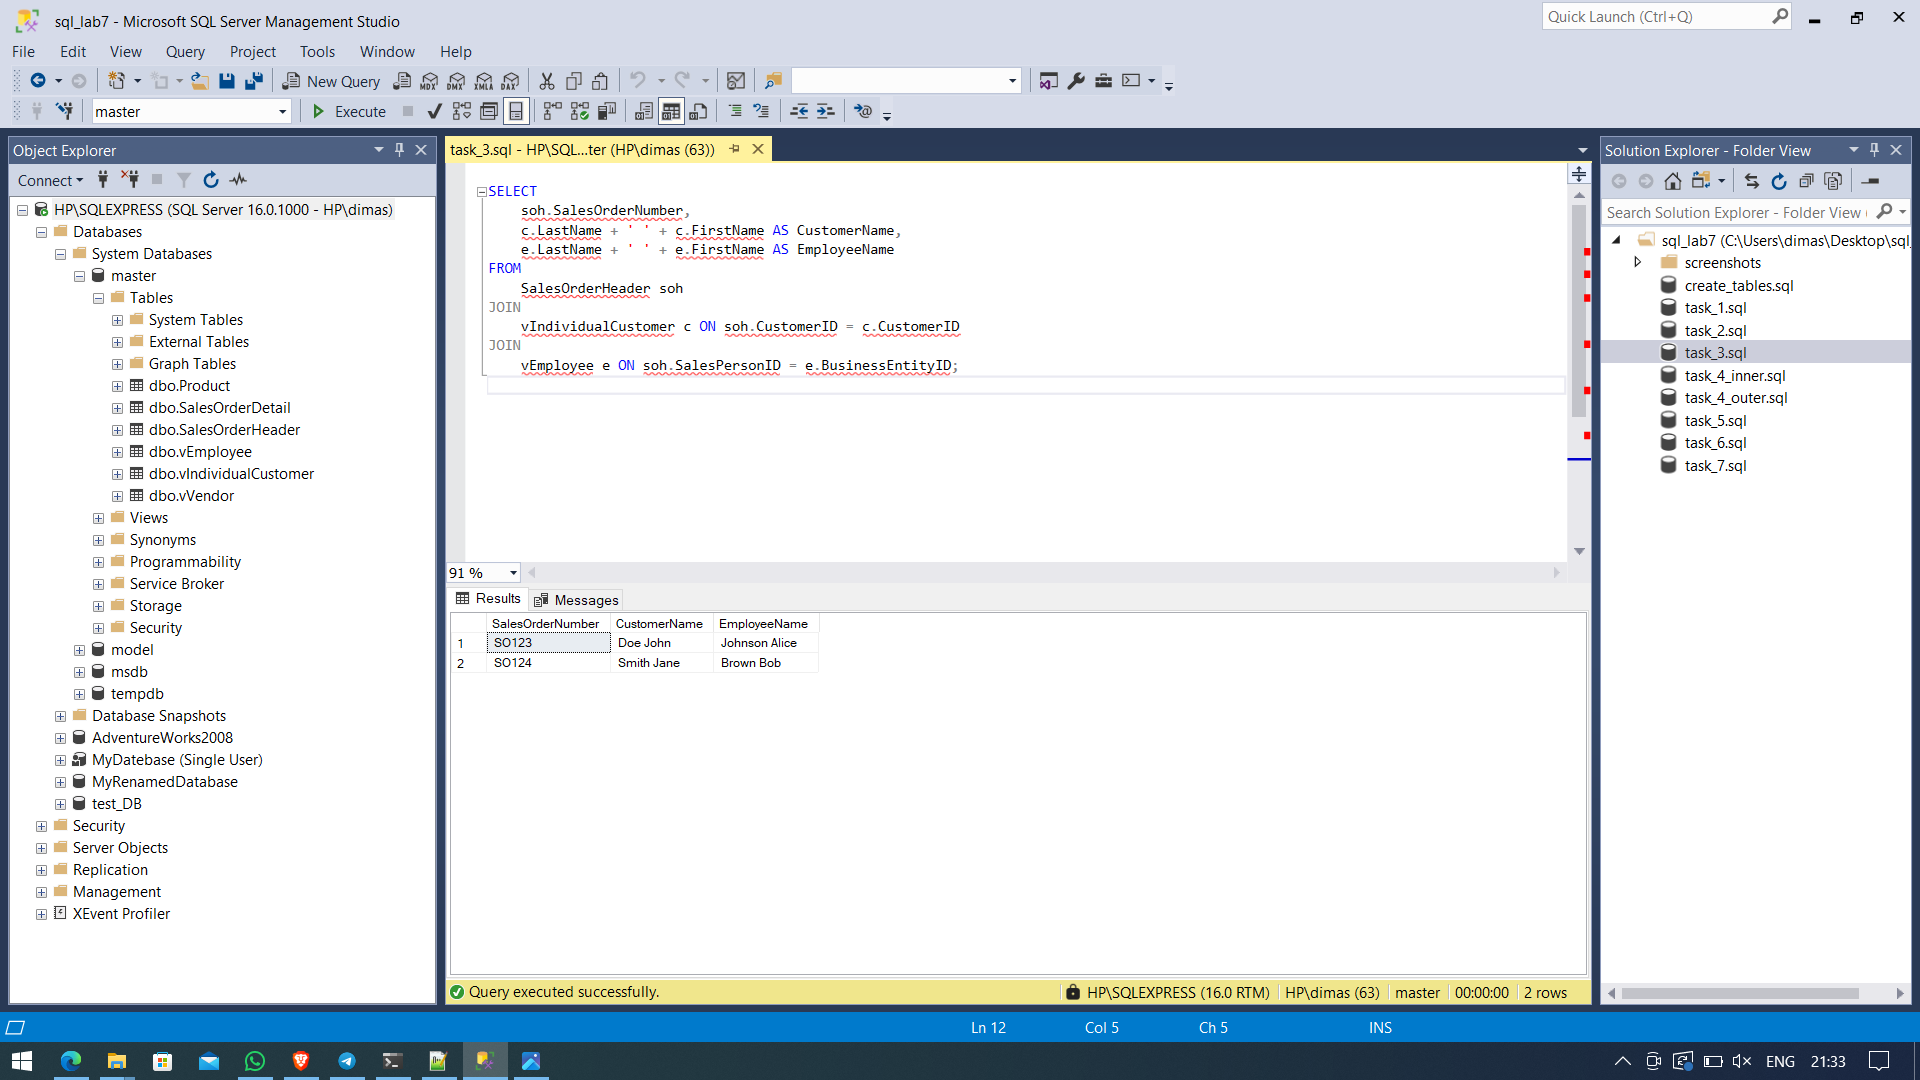 sql_lab7 - Microsoft SQL Server Management Studio
Quick Launch (Ctrl+Q)
File Edit View Query Project Tools Window Help
New Query MDX DMX XMLA DAX
master Execute
Object Explorer
Connect
HP\SQLEXPRESS (SQL Server 16.0.1000 - HP\dimas)
Databases
System Databases
master
Tables
System Tables
External Tables
Graph Tables
dbo.Product
dbo.SalesOrderDetail
dbo.SalesOrderHeader
dbo.vEmployee
dbo.vIndividualCustomer
dbo.vVendor
Views
Synonyms
Programmability
Service Broker
Storage
Security
model
msdb
tempdb
Database Snapshots
AdventureWorks2008
MyDatebase (Single User)
MyRenamedDatabase
test_DB
Security
Server Objects
Replication
Management
XEvent Profiler
task_3.sql - HP\SQL...ter (HP\dimas (63))
SELECT
soh.SalesOrderNumber,
c.LastName + ' ' + c.FirstName AS CustomerName,
e.LastName + ' ' + e.FirstName AS EmployeeName
FROM
SalesOrderHeader soh
JOIN
vIndividualCustomer c ON soh.CustomerID = c.CustomerID
JOIN
vEmployee e ON soh.SalesPersonID = e.BusinessEntityID;
91 %
Results Messages
SalesOrderNumber CustomerName EmployeeName
1 SO123 Doe John Johnson Alice
2 SO124 Smith Jane Brown Bob
Query executed successfully.
HP\SQLEXPRESS (16.0 RTM) HP\dimas (63) master 00:00:00 2 rows
Solution Explorer - Folder View
Search Solution Explorer - Folder View (
sql_lab7 (C:\Users\dimas\Desktop\sql_
screenshots
create_tables.sql
task_1.sql
task_2.sql
task_3.sql
task_4_inner.sql
task_4_outer.sql
task_5.sql
task_6.sql
task_7.sql
Ln 12 Col 5 Ch 5 INS
ENG 21:33